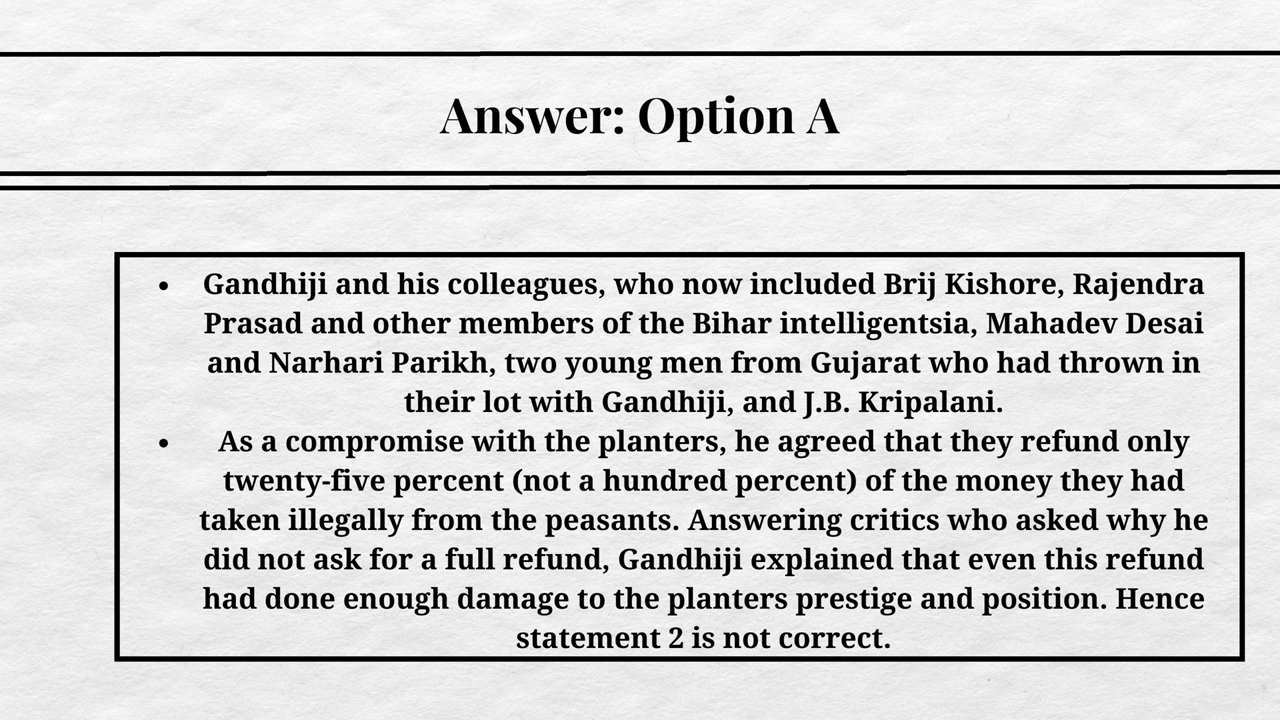 Answer: Option A
• Gandhiji and his colleagues, who now included Brij Kishore, Rajendra
Prasad and other members of the Bihar intelligentsia, Mahadev Desai
and Narhari Parikh, two young men from Gujarat who had thrown in
their lot with Gandhiji, and J.B. Kripalani.
• As a compromise with the planters, he agreed that they refund only
twenty-five percent (not a hundred percent) of the money they had
taken illegally from the peasants. Answering critics who asked why he
did not ask for a full refund, Gandhiji explained that even this refund
had done enough damage to the planters prestige and position. Hence
statement 2 is not correct.